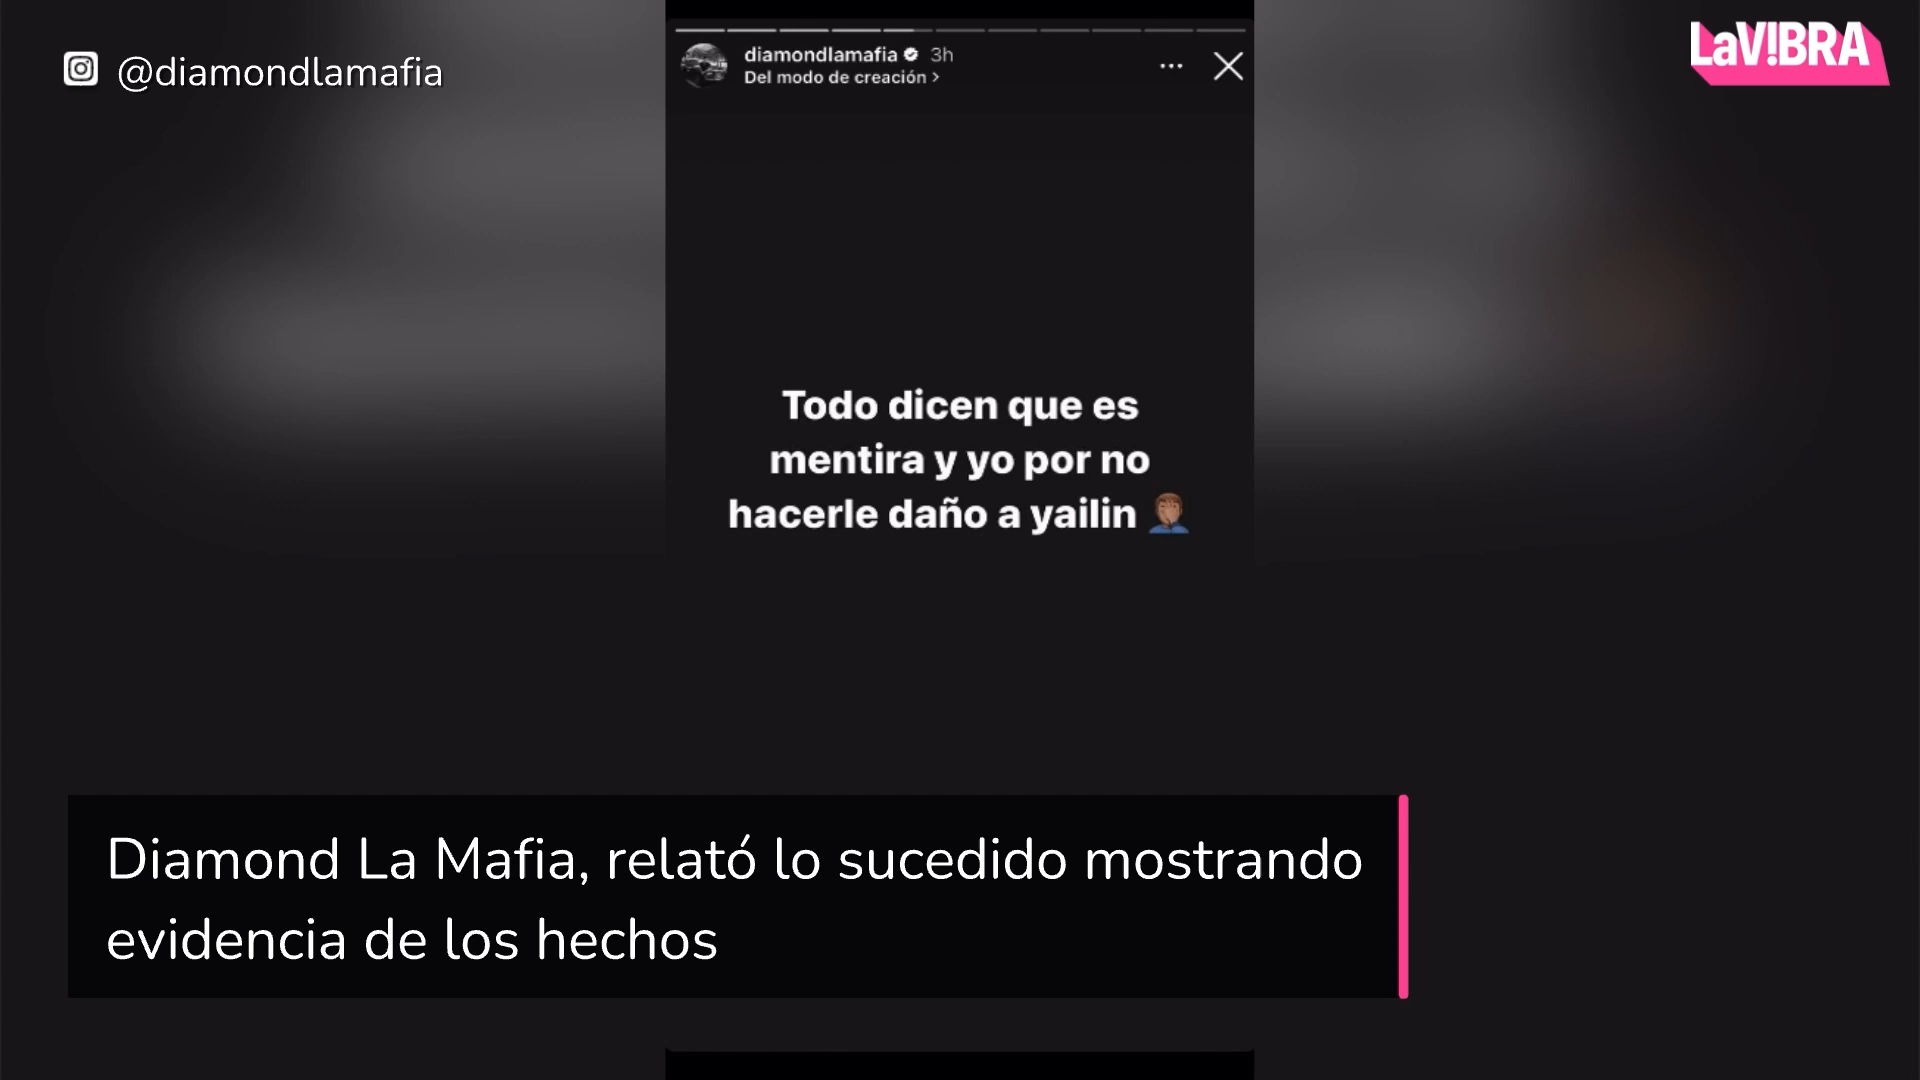 @diamondlamafia
diamondlamafia 3h
Del modo de creación >
LaV!BRA
Todo dicen que es
mentira y yo por no
hacerle daño a yailin 🤦🏽‍♂️
Diamond La Mafia, relató lo sucedido mostrando
evidencia de los hechos